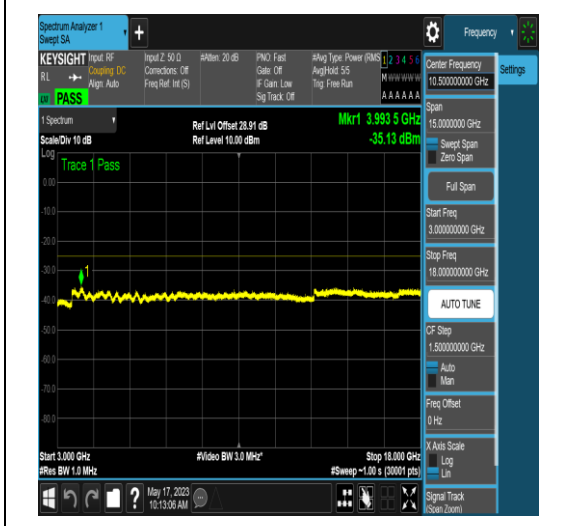 Spectrum Analyzer 1
Swept SA
Frequency
KEYSIGHT
Input: RF
Coupling: DC
Align: Auto
Input Z: 50 Ω
Corrections: Off
Freq Ref: Int (S)
#Atten: 20 dB
PNO: Fast
Gate: Off
IF Gain: Low
Sig Track: Off
#Avg Type: Power (RMS
Avg|Hold: 5/5
Trig: Free Run
1 2 3 4 5 6
M W W W W W
A A A A A A
R L
PASS
Center Frequency
10.500000000 GHz
Settings
Span
15.0000000 GHz
Swept Span
Zero Span
Full Span
Start Freq
3.000000000 GHz
Stop Freq
18.000000000 GHz
AUTO TUNE
CF Step
1.500000000 GHz
Auto
Man
Freq Offset
0 Hz
X Axis Scale
Log
Lin
Signal Track
(Span Zoom)
1 Spectrum
Scale/Div 10 dB
Ref Lvl Offset 28.91 dB
Ref Level 10.00 dBm
Mkr1 3.993 5 GHz
-35.13 dBm
Log
Trace 1 Pass
0.00
-10.0
-20.0
-30.0
-40.0
-50.0
-60.0
-70.0
-80.0
1
Start 3.000 GHz
#Res BW 1.0 MHz
#Video BW 3.0 MHz*
Stop 18.000 GHz
#Sweep ~1.00 s (30001 pts)
?
May 17, 2023
10:13:06 AM